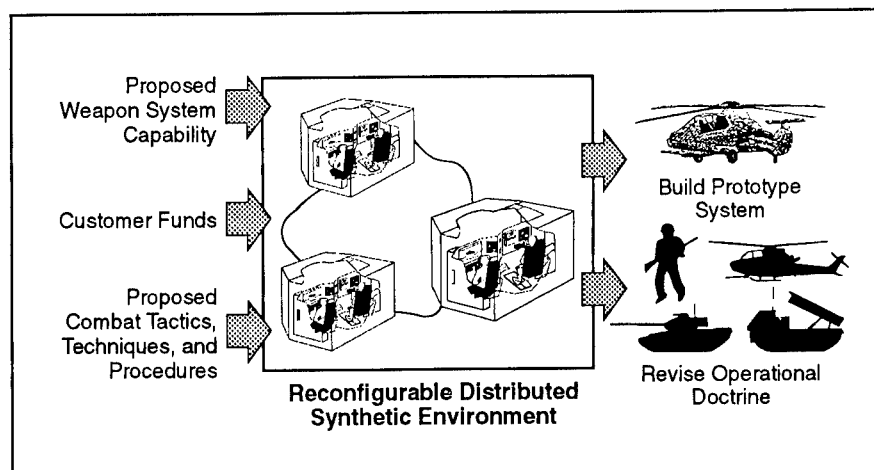 Proposed
Weapon System
Capability
Customer Funds
Proposed
Combat Tactics,
Techniques, and
Procedures
Reconfigurable Distributed
Synthetic Environment
Build Prototype
System
Revise Operational
Doctrine